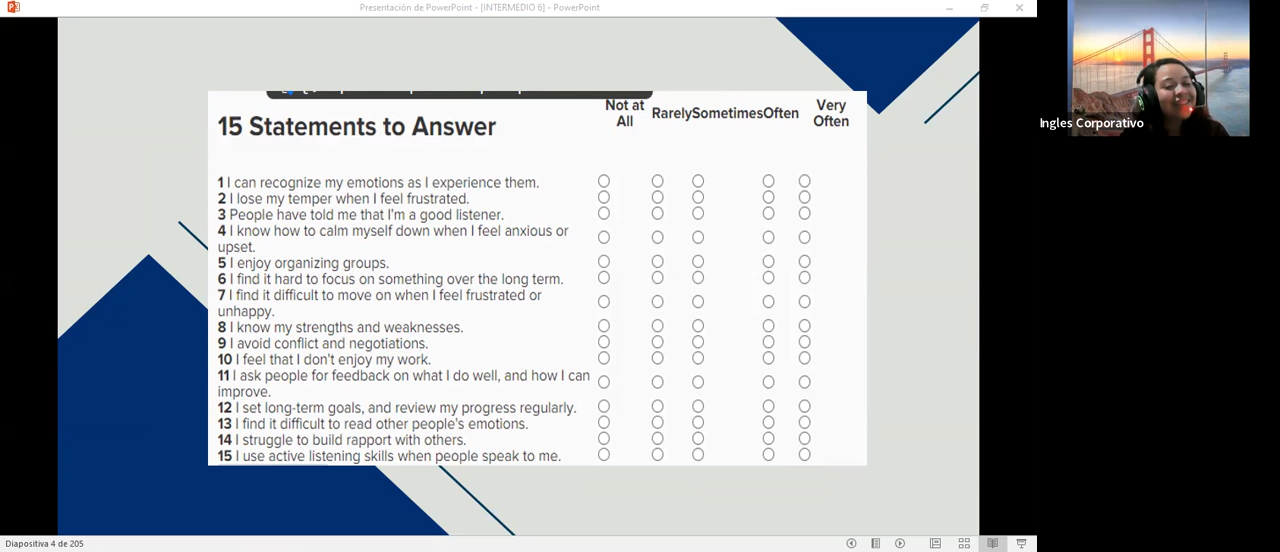 Presentación de PowerPoint - [INTERMEDIO 6] - PowerPoint
Ingles Corporativo
15 Statements to Answer
Not at All
Rarely
Sometimes
Often
Very Often
1 I can recognize my emotions as I experience them.
2 I lose my temper when I feel frustrated.
3 People have told me that I'm a good listener.
4 I know how to calm myself down when I feel anxious or
upset.
5 I enjoy organizing groups.
6 I find it hard to focus on something over the long term.
7 I find it difficult to move on when I feel frustrated or
unhappy.
8 I know my strengths and weaknesses.
9 I avoid conflict and negotiations.
10 I feel that I don't enjoy my work.
11 I ask people for feedback on what I do well, and how I can
improve.
12 I set long-term goals, and review my progress regularly.
13 I find it difficult to read other people's emotions.
14 I struggle to build rapport with others.
15 I use active listening skills when people speak to me.
Diapositiva 4 de 205